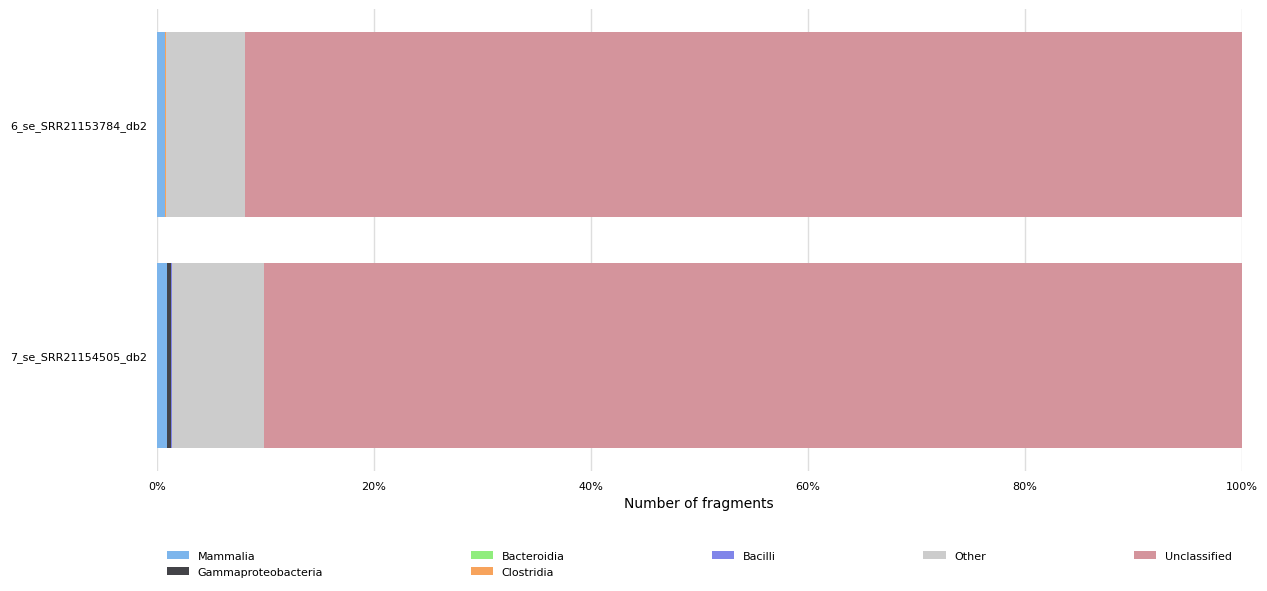 6_se_SRR21153784_db2
7_se_SRR21154505_db2
0% 20% 40% 60% 80% 100%
Number of fragments
Mammalia Bacteroidia Bacilli Other Unclassified
Gammaproteobacteria Clostridia